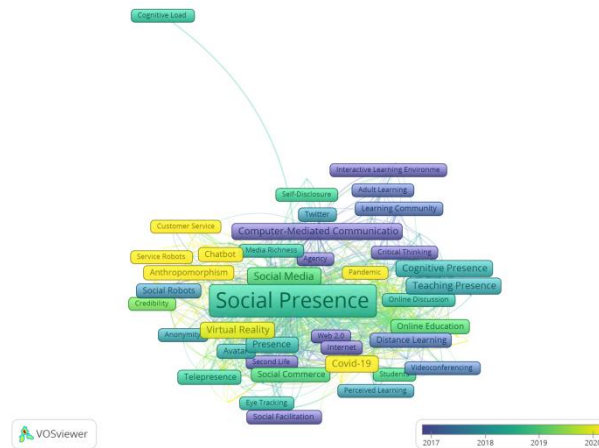 Cognitive Load
Interactive Learning Environme
Adult Learning
Self-Disclosure
Learning Community
Twitter
Customer Service
Computer-Mediated Communicatio
Media Richness
Critical Thinking
Service Robots
Chatbot
Agency
Cognitive Presence
Anthropomorphism
Social Media
Pandemic
Teaching Presence
Social Robots
Social Presence
Online Discussion
Credibility
Virtual Reality
Online Education
Anonymity
Web 2.0
Distance Learning
Avatar
Presence
Internet
Second Life
Covid-19
Videoconferencing
Telepresence
Social Commerce
Students
Perceived Learning
Eye Tracking
Social Facilitation
VOSviewer
2017 2018 2019 2020